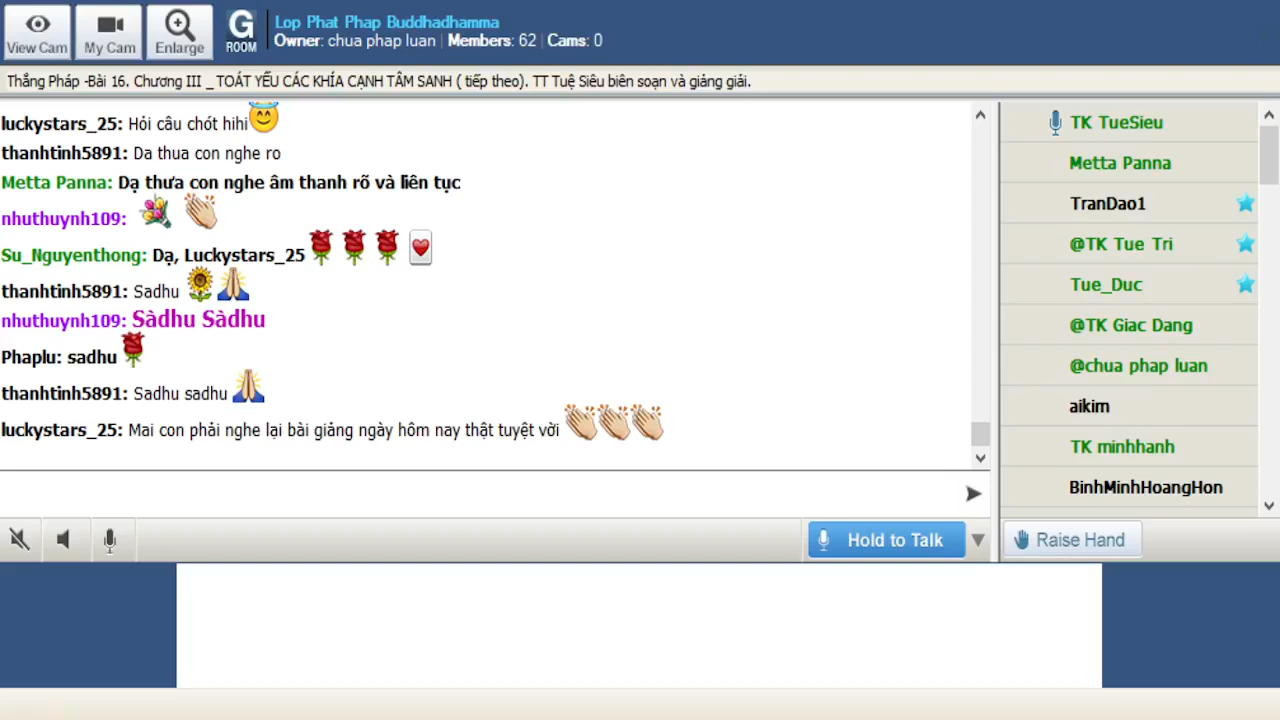 View Cam
My Cam
Enlarge
G
ROOM
Lop Phat Phap Buddhadhamma
Owner: chua phap luan | Members: 62 | Cams: 0
Thắng Pháp -Bài 16. Chương III _ TOÁT YẾU CÁC KHÍA CẠNH TÂM SANH ( tiếp theo). TT Tuệ Siêu biên soạn và giảng giải.
luckystars_25: Hỏi câu chót hihi
thanhtinh5891: Da thua con nghe ro
Metta Panna: Dạ thưa con nghe âm thanh rõ và liên tục
nhuthuynh109:
Su_Nguyenthong: Dạ, Luckystars_25
thanhtinh5891: Sadhu
nhuthuynh109: Sàdhu Sàdhu
Phaplu: sadhu
thanhtinh5891: Sadhu sadhu
luckystars_25: Mai con phải nghe lại bài giảng ngày hôm nay thật tuyệt vời
TK TueSieu
Metta Panna
TranDao1
@TK Tue Tri
Tue_Duc
@TK Giac Dang
@chua phap luan
aikim
TK minhhanh
BinhMinhHoangHon
Hold to Talk
Raise Hand